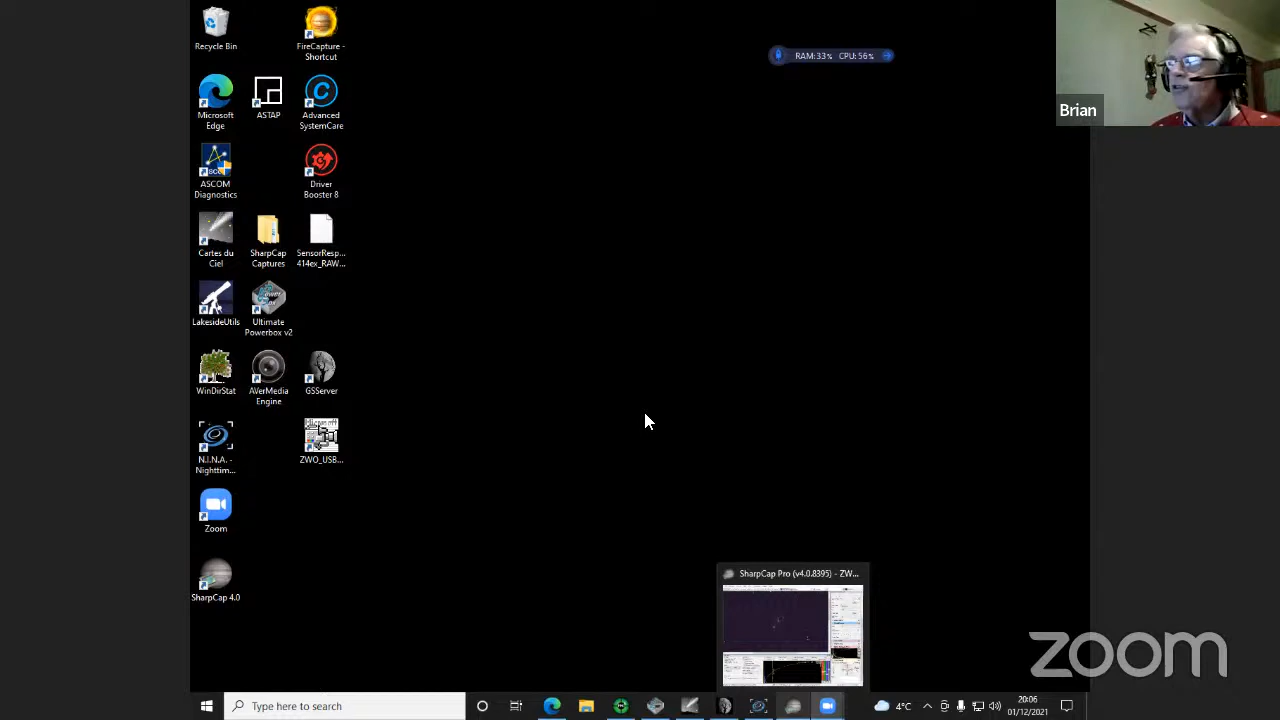 Recycle Bin
FireCapture -
Shortcut
RAM:33%
CPU:56%
Brian
Microsoft
Edge
ASTAP
Advanced
SystemCare
ASCOM
Diagnostics
Driver
Booster 8
Cartes du
Ciel
SharpCap
Captures
SensorResp...
414ex_RAW...
LakesideUtils
Ultimate
Powerbox v2
WinDirStat
AVerMedia
Engine
GSServer
N.I.N.A. -
Nighttim...
ZWO_USB...
Zoom
SharpCap 4.0
SharpCap Pro (v4.0.8395) - ZW...
zoom
Type here to search
4°C
20:06
01/12/2021